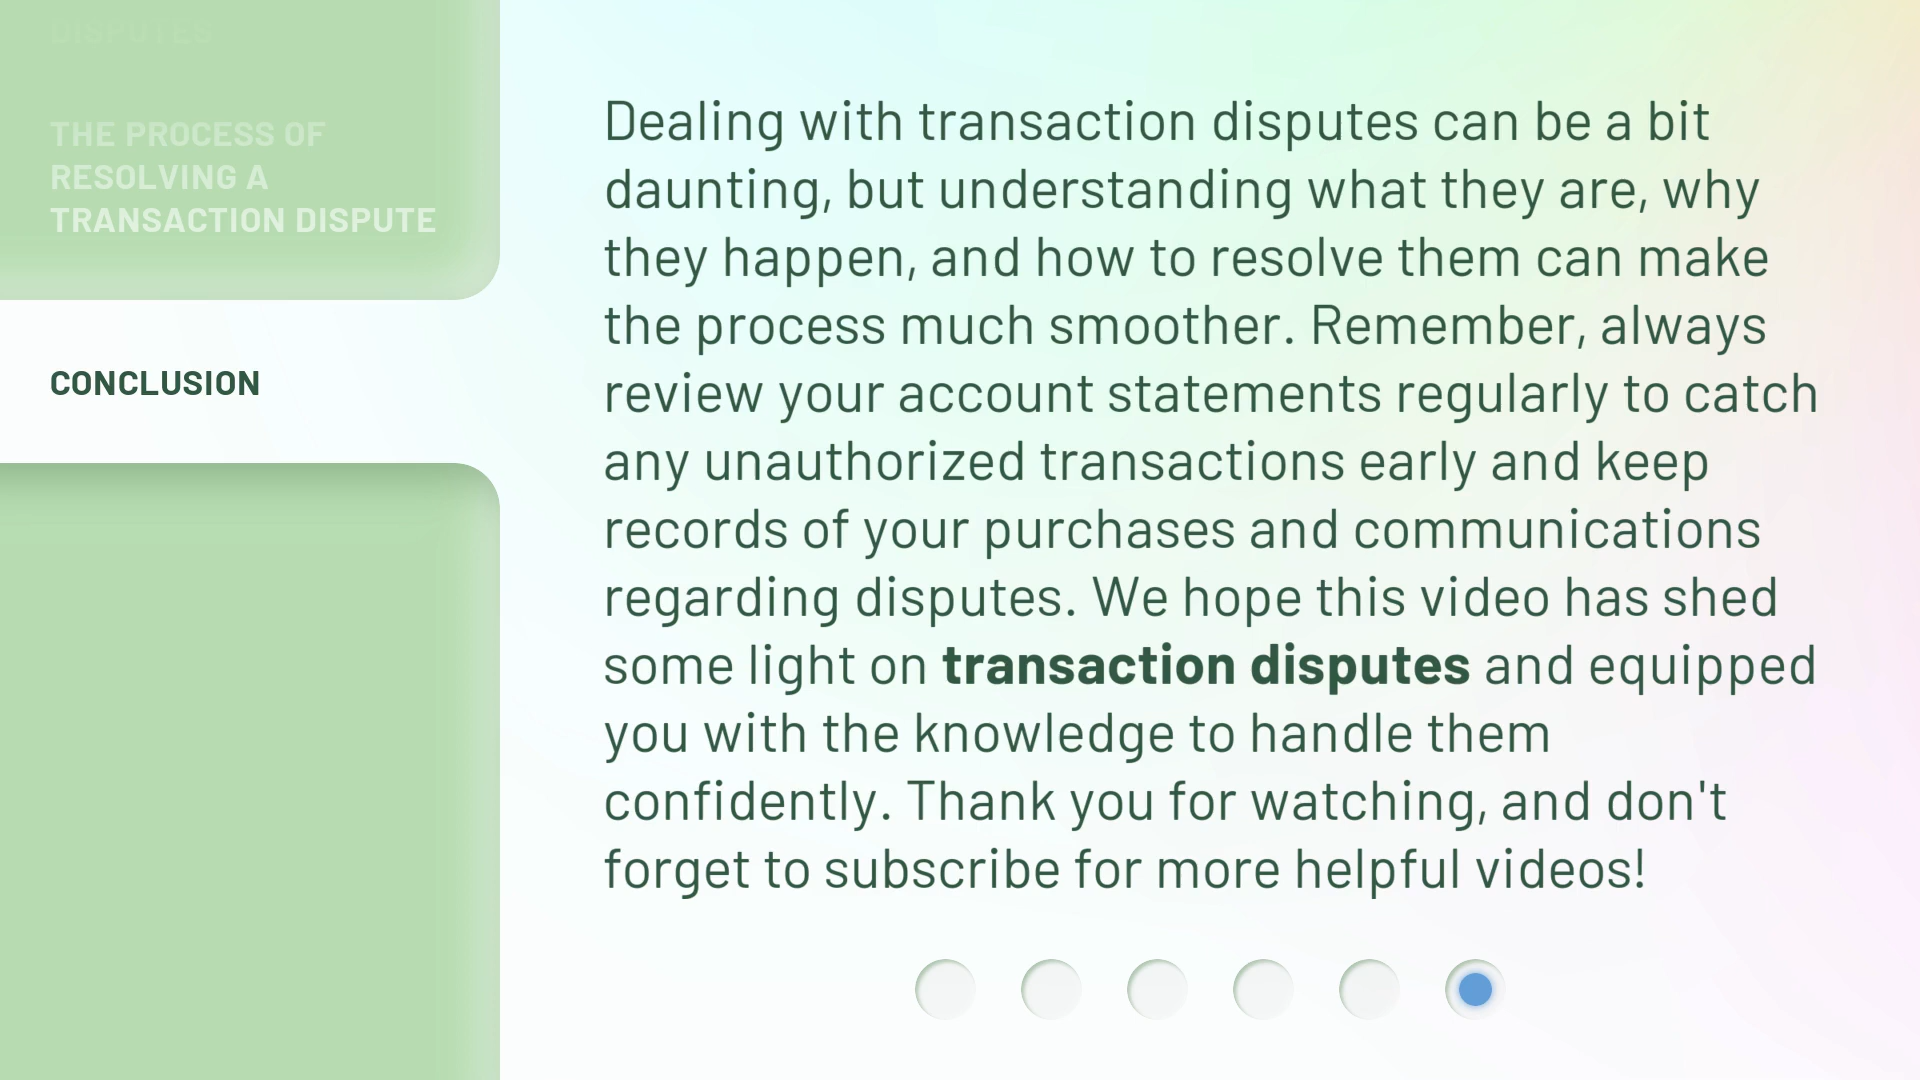 DISPUTES
THE PROCESS OF
RESOLVING A
TRANSACTION DISPUTE
CONCLUSION
Dealing with transaction disputes can be a bit
daunting, but understanding what they are, why
they happen, and how to resolve them can make
the process much smoother. Remember, always
review your account statements regularly to catch
any unauthorized transactions early and keep
records of your purchases and communications
regarding disputes. We hope this video has shed
some light on transaction disputes and equipped
you with the knowledge to handle them
confidently. Thank you for watching, and don't
forget to subscribe for more helpful videos!